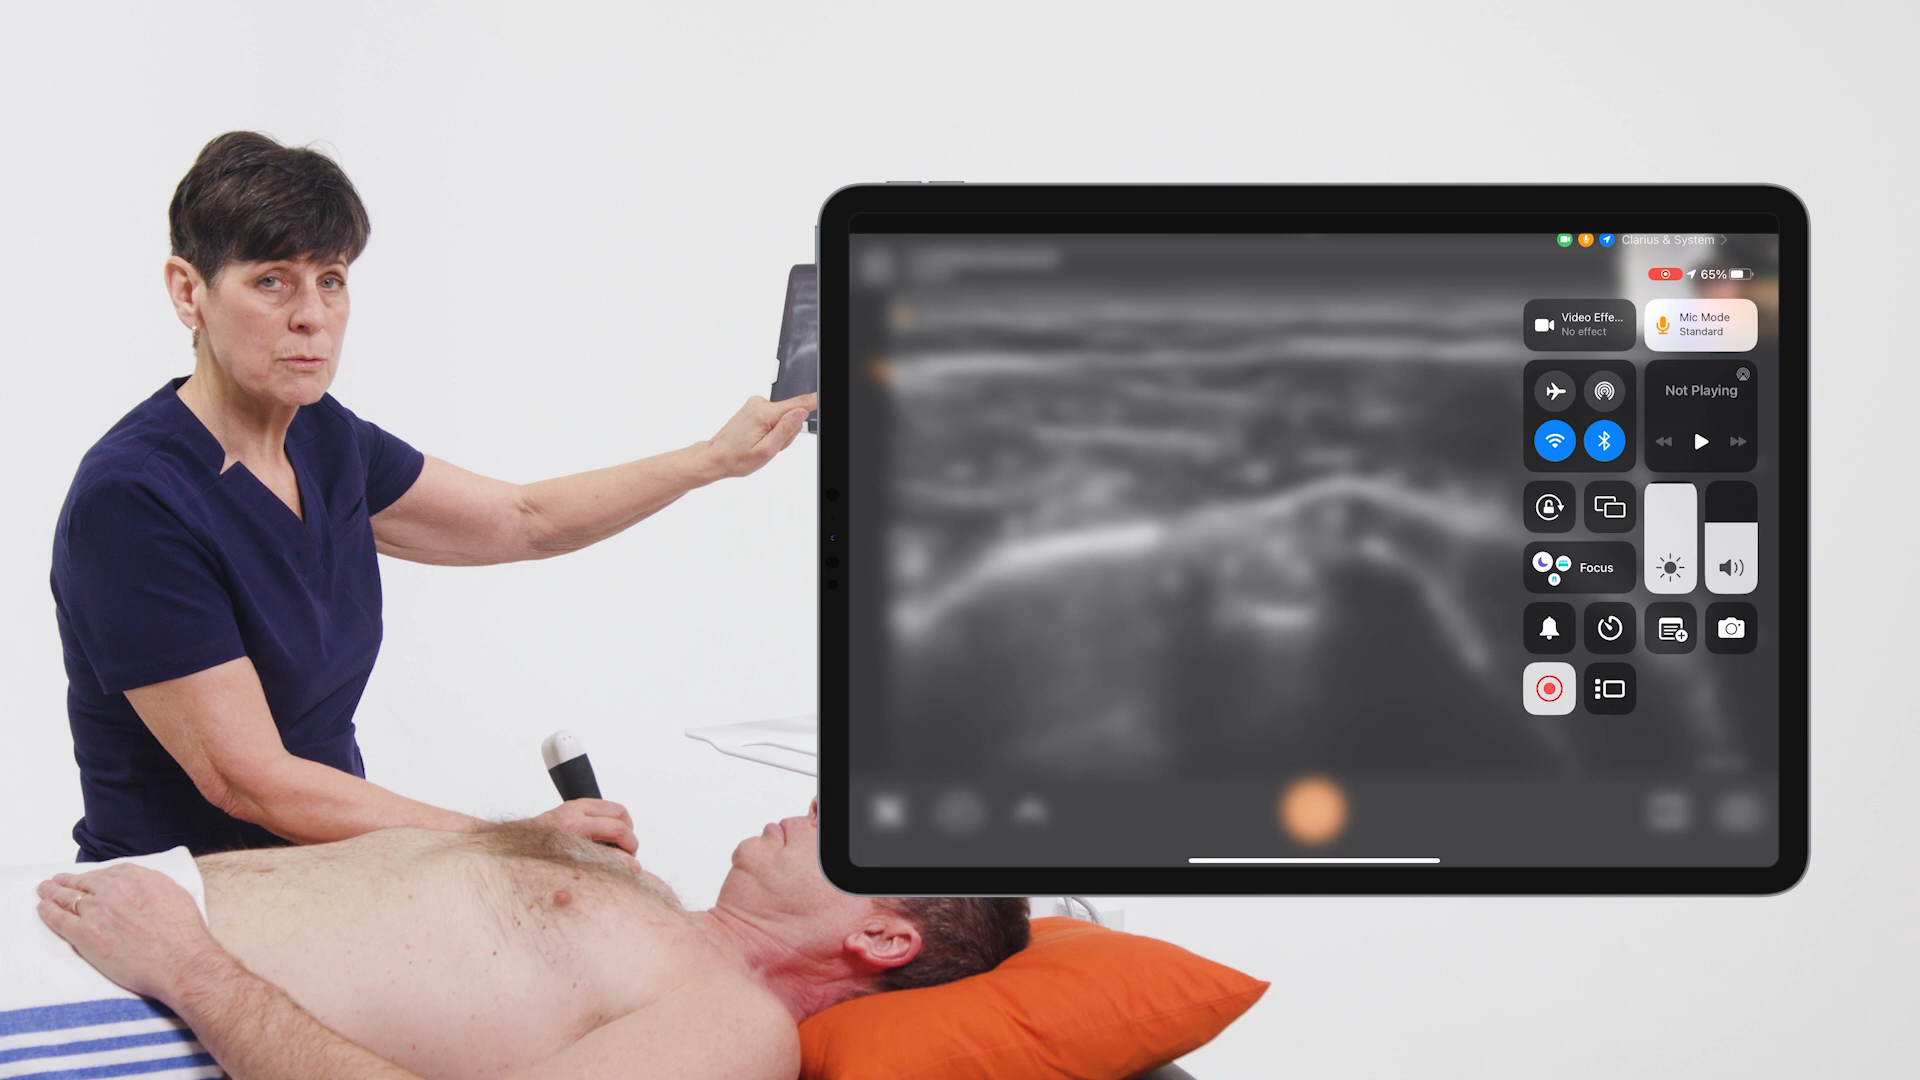 Clarius & System
65%
Video Effe...
No effect
Mic Mode
Standard
Not Playing
Focus